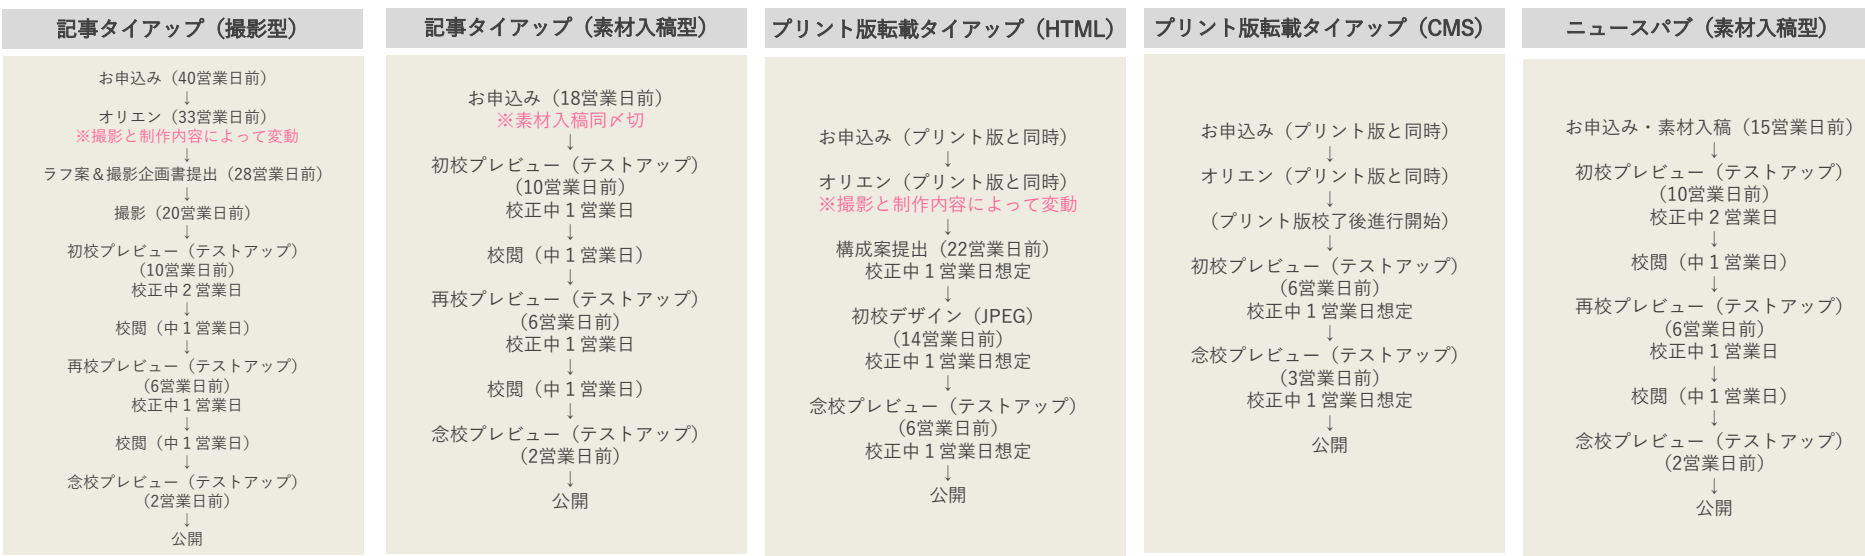 記事タイアップ（撮影型）
お申込み（40営業日前）
↓
オリエン（33営業日前）
※撮影と制作内容によって変動
↓
ラフ案＆撮影企画書提出（28営業日前）
↓
撮影（20営業日前）
↓
初校プレビュー（テストアップ）
（10営業日前）
校正中２営業日
↓
校閲（中１営業日）
↓
再校プレビュー（テストアップ）
（6営業日前）
校正中１営業日
↓
校閲（中１営業日）
↓
念校プレビュー（テストアップ）
（2営業日前）
↓
公開
記事タイアップ（素材入稿型）
お申込み（18営業日前）
※素材入稿同〆切
↓
初校プレビュー（テストアップ）
（10営業日前）
校正中１営業日
↓
校閲（中１営業日）
↓
再校プレビュー（テストアップ）
（6営業日前）
校正中１営業日
↓
校閲（中１営業日）
↓
念校プレビュー（テストアップ）
（2営業日前）
↓
公開
プリント版転載タイアップ（HTML）
お申込み（プリント版と同時）
↓
オリエン（プリント版と同時）
※撮影と制作内容によって変動
↓
構成案提出（22営業日前）
校正中１営業日想定
↓
初校デザイン（JPEG）
（14営業日前）
校正中１営業日想定
↓
念校プレビュー（テストアップ）
（6営業日前）
校正中１営業日想定
↓
公開
プリント版転載タイアップ（CMS）
お申込み（プリント版と同時）
↓
オリエン（プリント版と同時）
↓
（プリント版校了後進行開始）
↓
初校プレビュー（テストアップ）
（6営業日前）
校正中１営業日想定
↓
念校プレビュー（テストアップ）
（3営業日前）
校正中１営業日想定
↓
公開
ニュースパブ（素材入稿型）
お申込み・素材入稿（15営業日前）
↓
初校プレビュー（テストアップ）
（10営業日前）
校正中２営業日
↓
校閲（中１営業日）
↓
再校プレビュー（テストアップ）
（6営業日前）
校正中１営業日
↓
校閲（中１営業日）
↓
念校プレビュー（テストアップ）
（2営業日前）
↓
公開